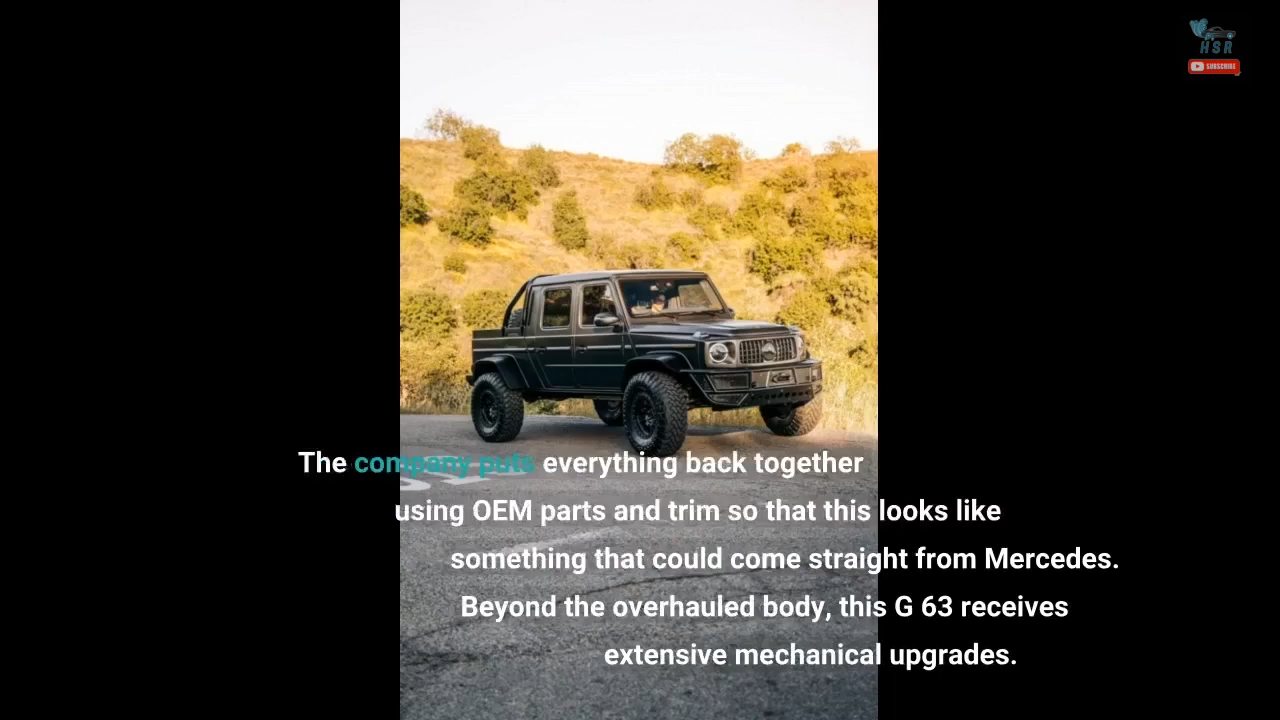 HSR
SUBSCRIBE
The company puts everything back together
using OEM parts and trim so that this looks like
something that could come straight from Mercedes.
Beyond the overhauled body, this G 63 receives
extensive mechanical upgrades.